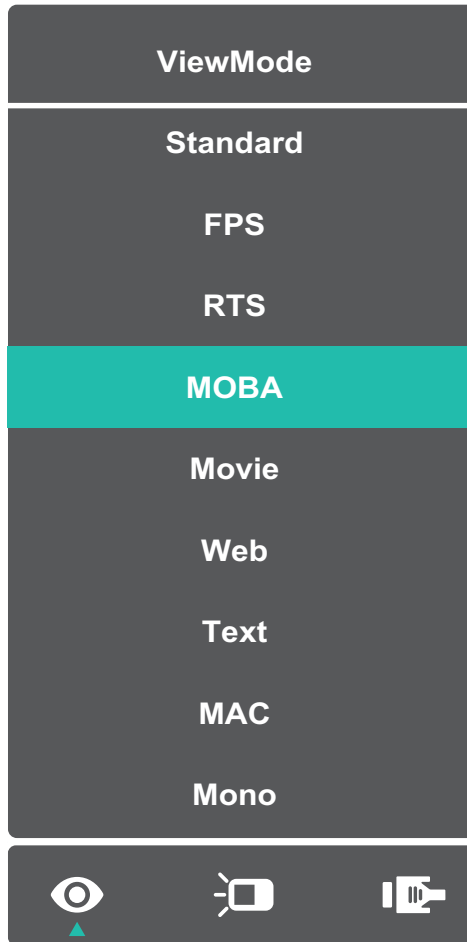 ViewMode
Standard
FPS
RTS
MOBA
Movie
Web
Text
MAC
Mono